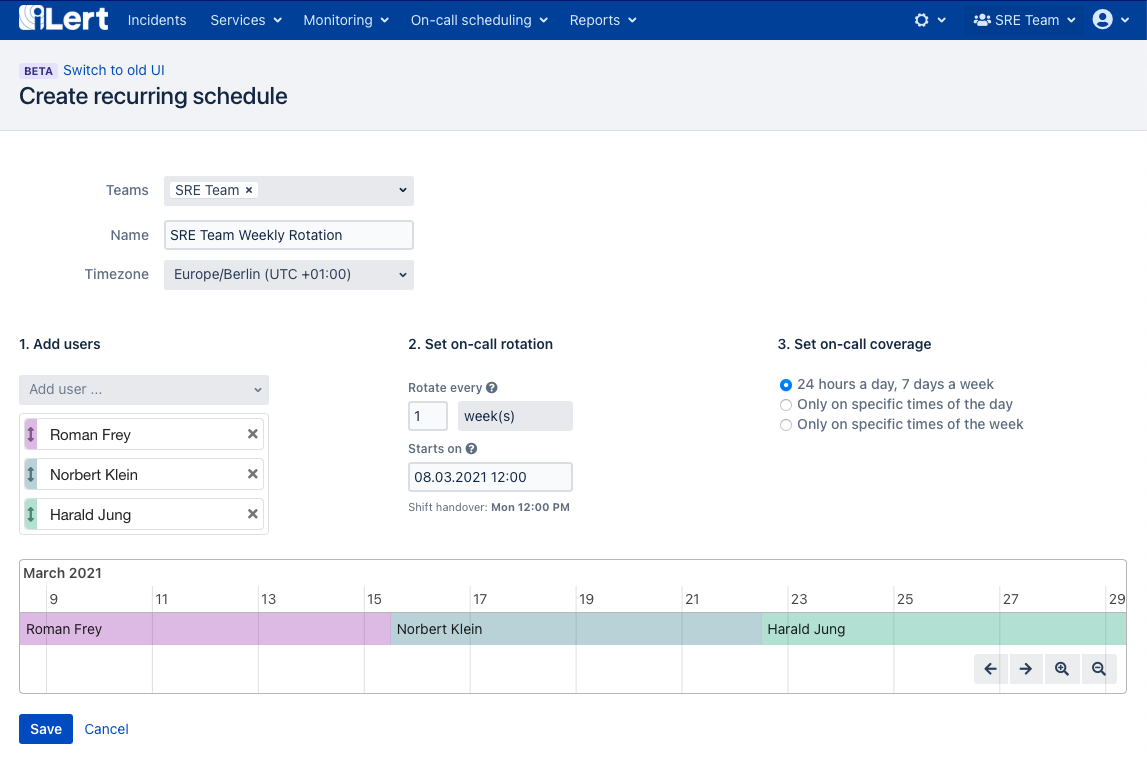 iLert Incidents Services Monitoring On-call scheduling Reports SRE Team
BETA Switch to old UI
Create recurring schedule
Teams SRE Team ×
Name SRE Team Weekly Rotation
Timezone Europe/Berlin (UTC +01:00)
1. Add users
Add user ...
Roman Frey
Norbert Klein
Harald Jung
2. Set on-call rotation
Rotate every ?
1 week(s)
Starts on ?
08.03.2021 12:00
Shift handover: Mon 12:00 PM
3. Set on-call coverage
24 hours a day, 7 days a week
Only on specific times of the day
Only on specific times of the week
March 2021
9 11 13 15 17 19 21 23 25 27 29
Roman Frey Norbert Klein Harald Jung
Save Cancel